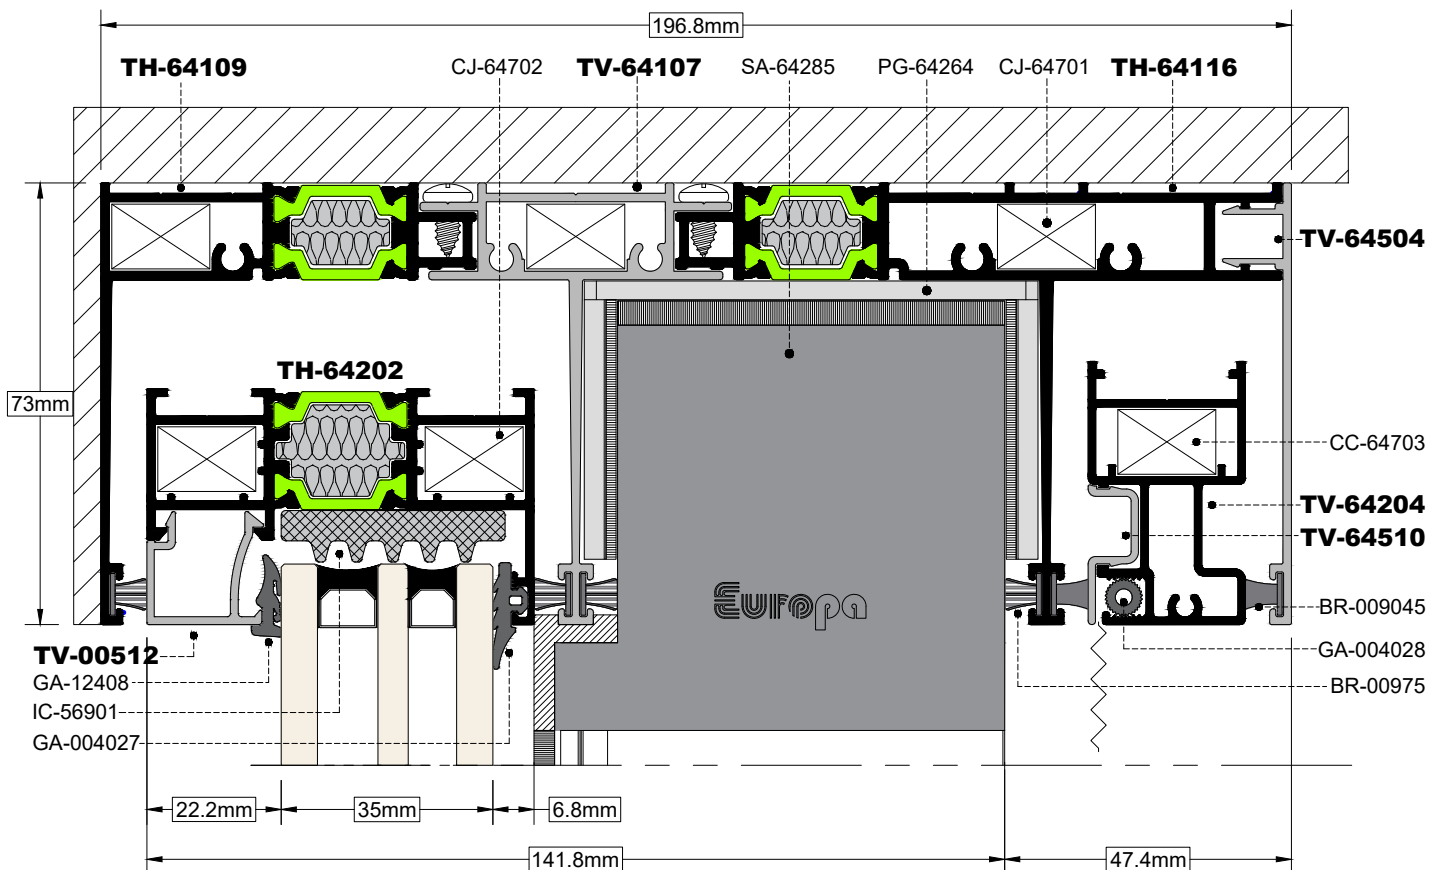 196.8mm
TH-64109
CJ-64702
TV-64107
SA-64285
PG-64264
CJ-64701
TH-64116
TV-64504
TH-64202
73mm
CC-64703
TV-64204
TV-64510
Europa
BR-009045
TV-00512
GA-004028
GA-12408
BR-00975
IC-56901
GA-004027
22.2mm
35mm
6.8mm
141.8mm
47.4mm